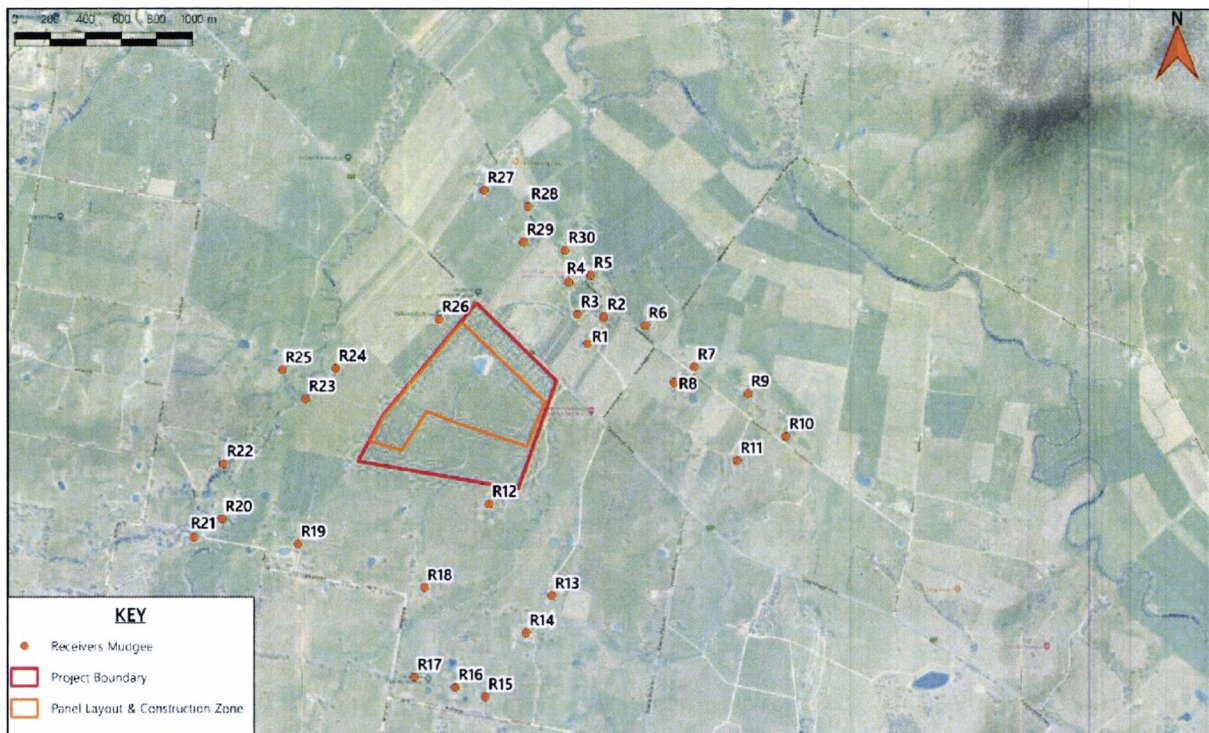 0 200 400 600 800 1000 m
N
R27
R28
R29
R30
R4
R5
R26
R3
R2
R6
R1
R25
R24
R7
R8
R23
R9
R10
R11
R22
R12
R20
R21
R19
R18
R13
R14
R17
R16
R15
KEY
Receivers Mudgee
Project Boundary
Panel Layout & Construction Zone